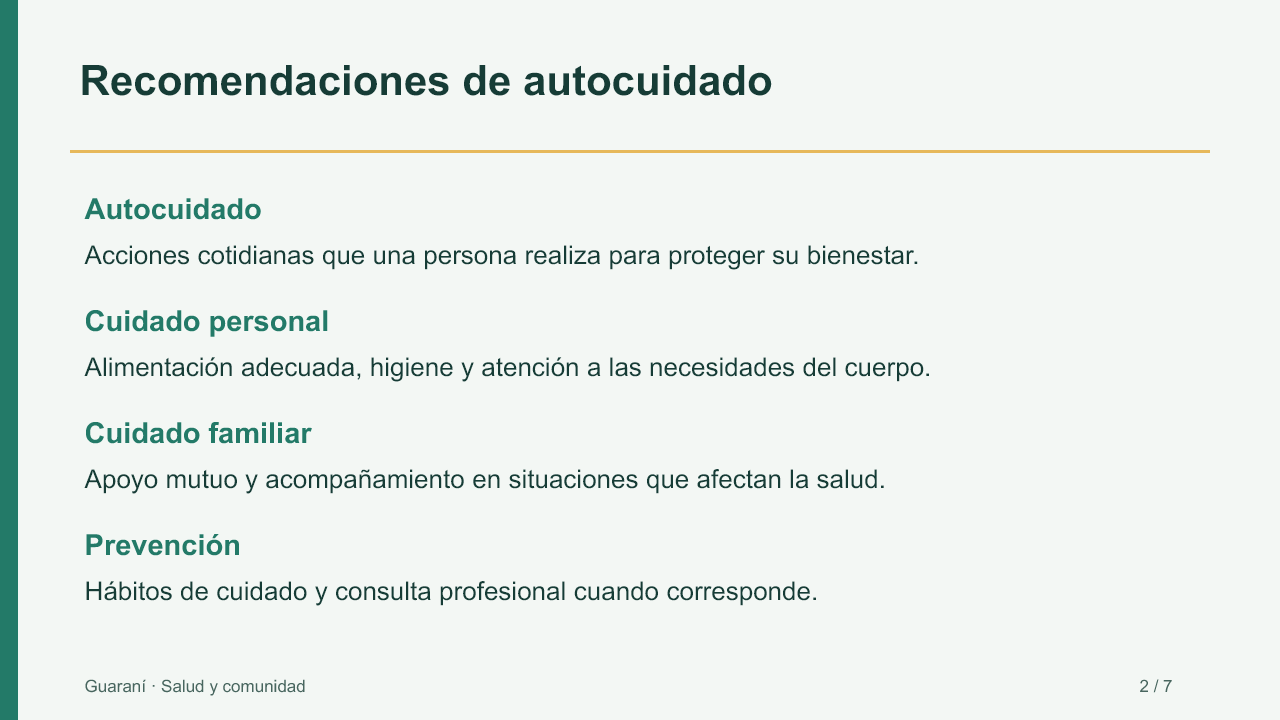 Recomendaciones de autocuidado
Autocuidado
Acciones cotidianas que una persona realiza para proteger su bienestar.
Cuidado personal
Alimentación adecuada, higiene y atención a las necesidades del cuerpo.
Cuidado familiar
Apoyo mutuo y acompañamiento en situaciones que afectan la salud.
Prevención
Hábitos de cuidado y consulta profesional cuando corresponde.
Guaraní · Salud y comunidad
2 / 7